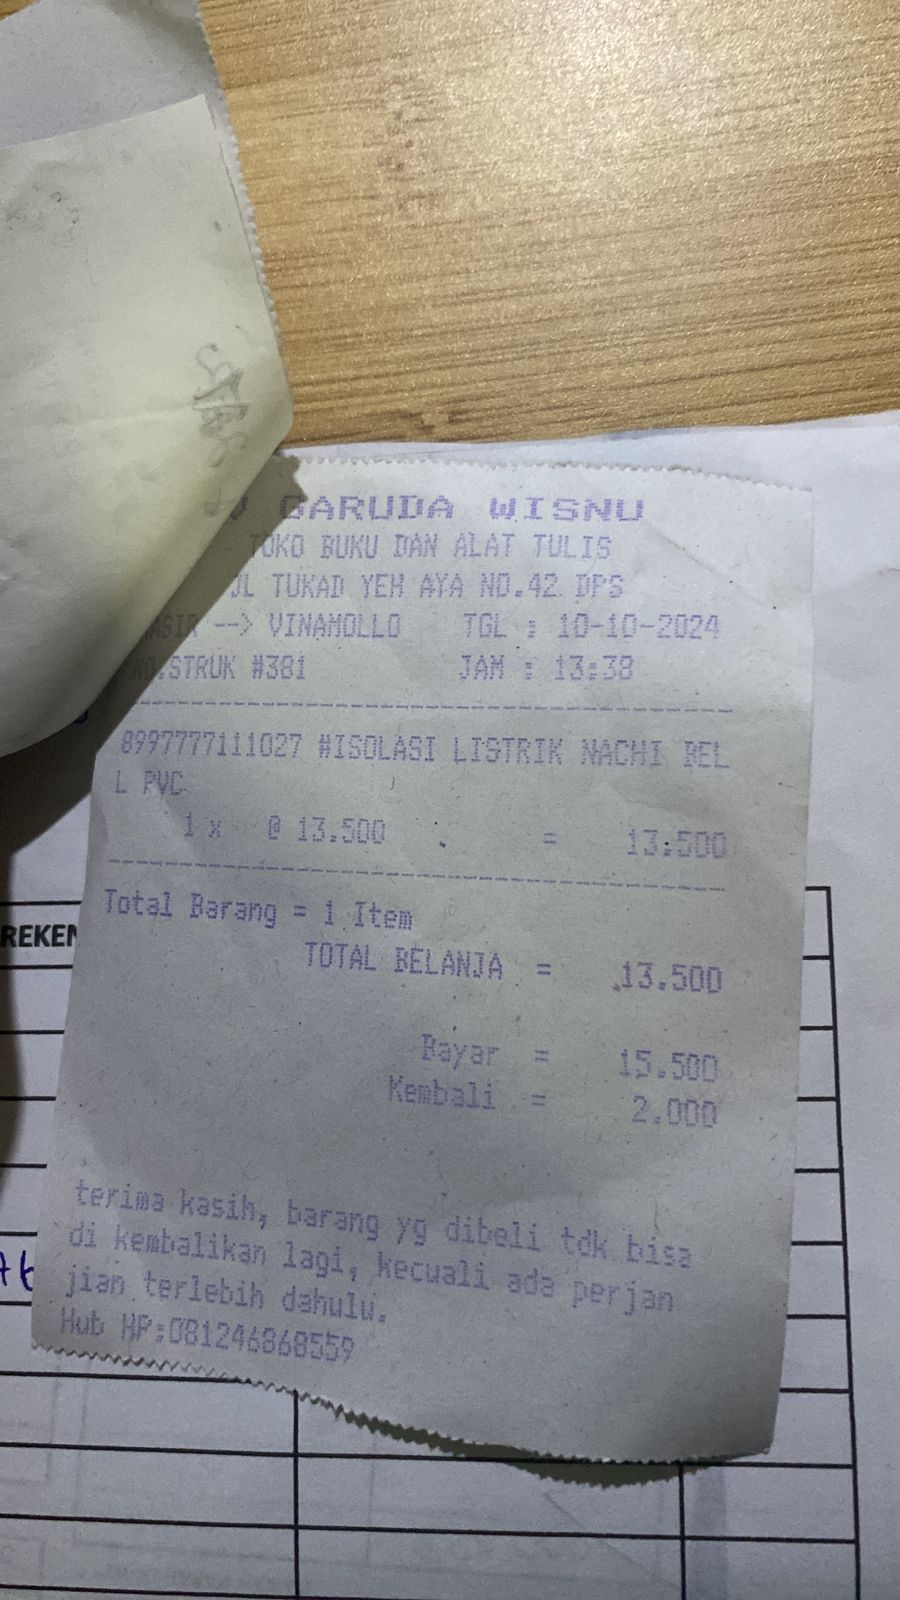 GARUDA WISNU
TOKO BUKU DAN ALAT TULIS
JL TUKAD YEH AYA NO.42 DPS
KASIR --> VINAMOLLO TGL : 10-10-2024
NO.STRUK #381 JAM : 13:38
8997777111027 #ISOLASI LISTRIK NACHI BEL
L PVC
1 x @ 13.500 = 13.500
Total Barang = 1 Item
TOTAL BELANJA = 13.500
Bayar = 15.500
Kembali = 2.000
terima kasih, barang yg dibeli tdk bisa
di kembalikan lagi, kecuali ada perjan
jian terlebih dahulu.
Hub HP:081246868559
REKEN